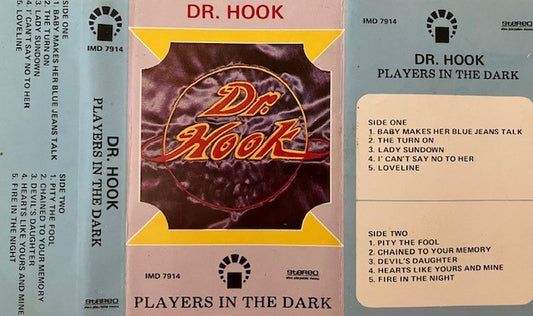 SIDE ONE
1. BABY MAKES HER BLUE JEANS TALK
2. THE TURN ON
3. LADY SUNDOWN
4. I' CAN'T SAY NO TO HER
5. LOVELINE
SIDE TWO
1. PITY THE FOOL
2. CHAINED TO YOUR MEMORY
3. DEVIL'S DAUGHTER
4. HEARTS LIKE YOURS AND MINE
5. FIRE IN THE NIGHT
IMD 7914
DR. HOOK
PLAYERS IN THE DARK
stereo
DR. HOOK
Dr.
Hook
IMD 7914
stereo
also playable mono
PLAYERS IN THE DARK
IMD 7914
stereo
also playable mono
DR. HOOK
PLAYERS IN THE DARK
SIDE ONE
1. BABY MAKES HER BLUE JEANS TALK
2. THE TURN ON
3. LADY SUNDOWN
4. I' CAN'T SAY NO TO HER
5. LOVELINE
SIDE TWO
1. PITY THE FOOL
2. CHAINED TO YOUR MEMORY
3. DEVIL'S DAUGHTER
4. HEARTS LIKE YOURS AND MINE
5. FIRE IN THE NIGHT